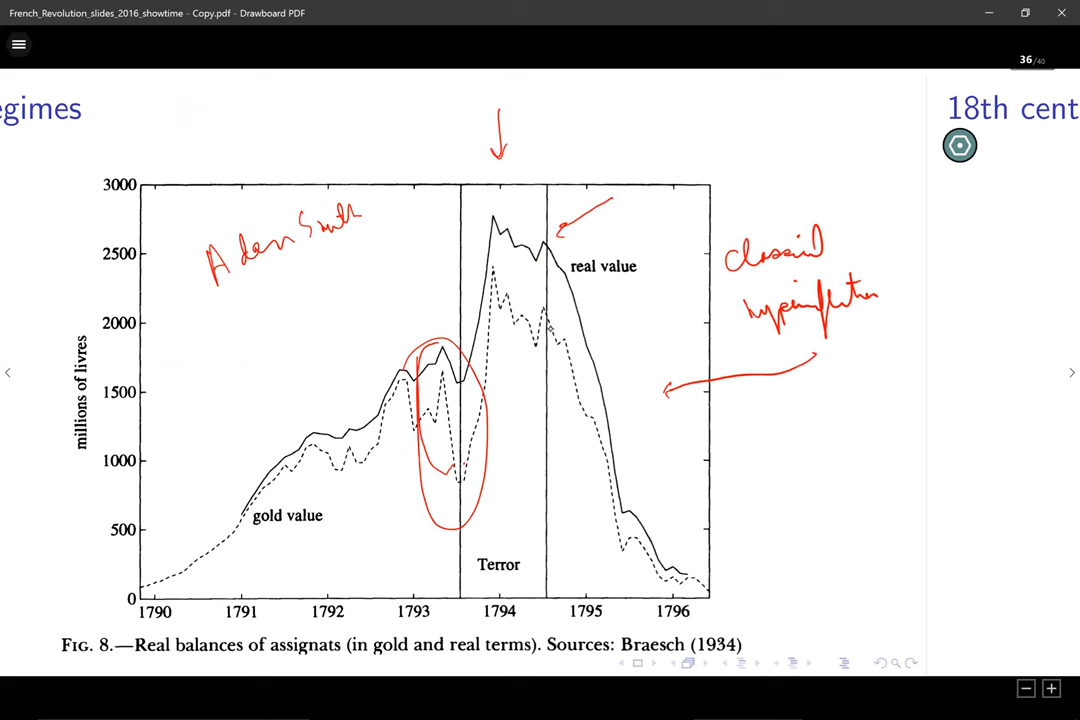 French_Revolution_slides_2016_showtime - Copy.pdf - Drawboard PDF
36/40
egimes
18th cent
3000
2500
2000
1500
1000
500
0
millions of livres
Adam Smith
real value
gold value
Terror
classical
hyperinflation
1790 1791 1792 1793 1794 1795 1796
FIG. 8.—Real balances of assignats (in gold and real terms). Sources: Braesch (1934)